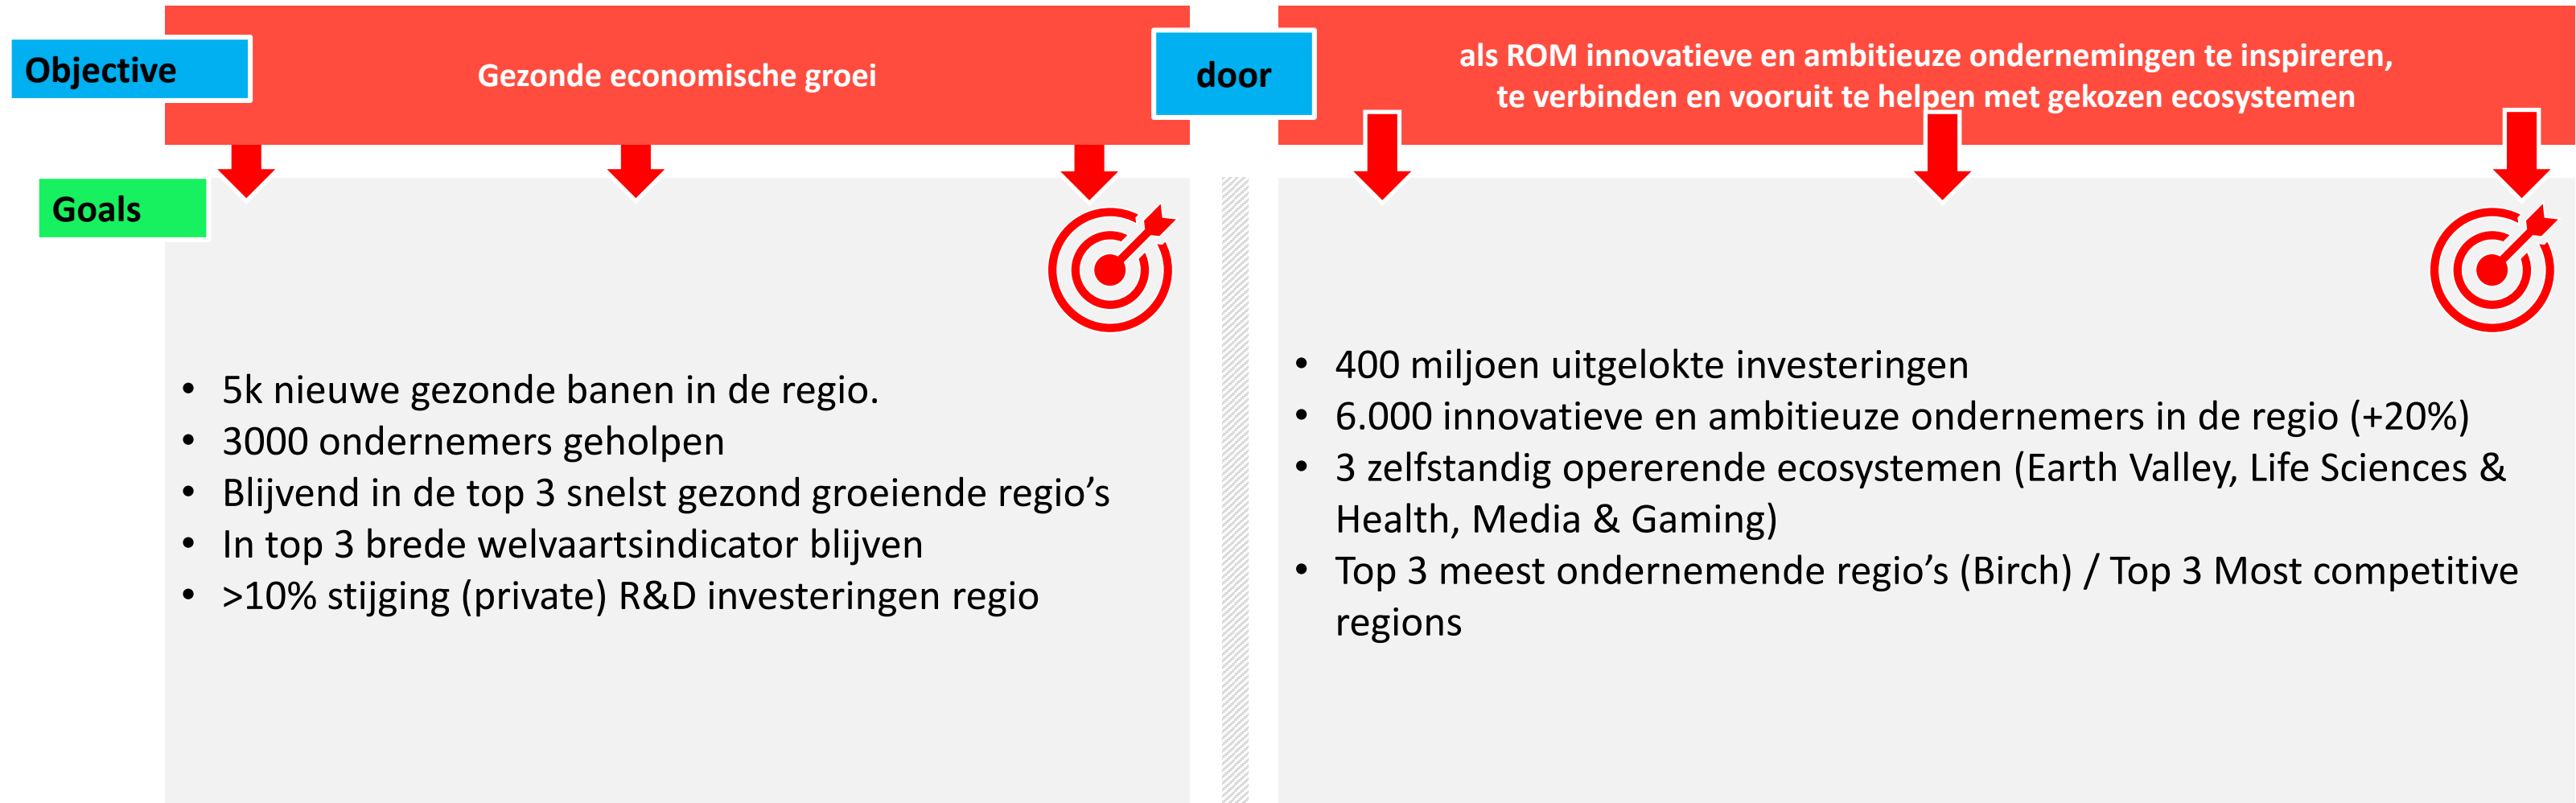 Objective
Gezonde economische groei
door
als ROM innovatieve en ambitieuze ondernemingen te inspireren,
te verbinden en vooruit te helpen met gekozen ecosystemen
Goals
• 5k nieuwe gezonde banen in de regio.
• 3000 ondernemers geholpen
• Blijvend in de top 3 snelst gezond groeiende regio’s
• In top 3 brede welvaartsindicator blijven
• >10% stijging (private) R&D investeringen regio
• 400 miljoen uitgelokte investeringen
• 6.000 innovatieve en ambitieuze ondernemers in de regio (+20%)
• 3 zelfstandig opererende ecosystemen (Earth Valley, Life Sciences &
Health, Media & Gaming)
• Top 3 meest ondernemende regio’s (Birch) / Top 3 Most competitive
regions